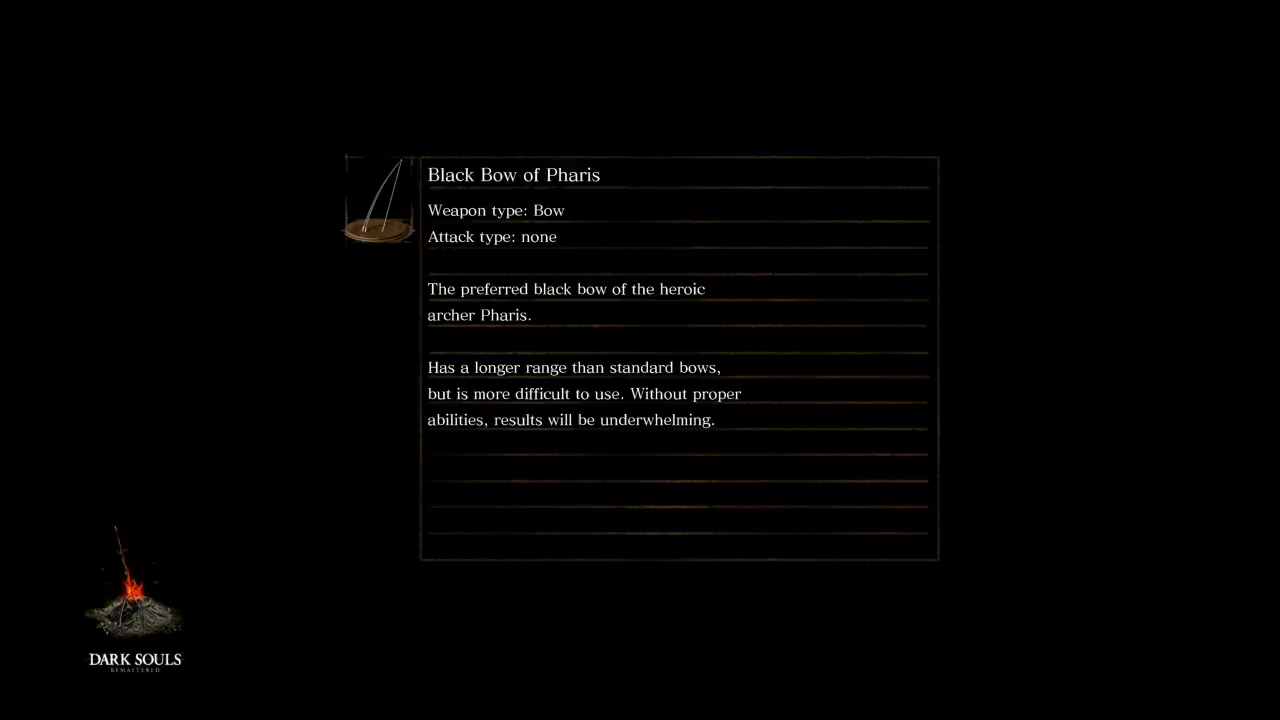 Black Bow of Pharis
Weapon type: Bow
Attack type: none
The preferred black bow of the heroic
archer Pharis.
Has a longer range than standard bows,
but is more difficult to use. Without proper
abilities, results will be underwhelming.
DARK SOULS
REMASTERED